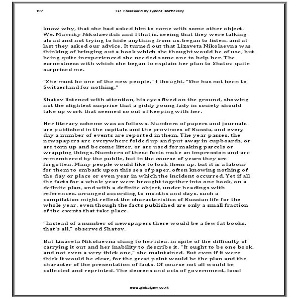 know why, that she had asked him to come with some other object.
We, Mavriky Nikolaevitch and I that is, seeing that they were talking
aloud and not trying to hide anything from us, began to listen, and at
last they asked our advice. It turned out that Lizaveta Nikolaevna was
thinking of bringing out a book which she thought would be of use, but
being quite inexperienced she needed some one to help her. The
earnestness with which she began to explain her plan to Shatov quite
surprised me.
"She must be one of the new people," I thought. "She has not been to
Switzerland for nothing."
Shatov listened with attention, his eyes fixed on the ground, showing
not the slightest surprise that a giddy young lady in society should
take up work that seemed so out of keeping with her.
Her literary scheme was as follows. Numbers of papers and journals
are published in the capitals and the provinces of Russia, and every
day a number of events are reported in them. The year passes, the
newspapers are everywhere folded up and put away in cupboards, or
are torn up and become litter, or are used for making parcels or
wrapping things. Numbers of these facts make an impression and are
remembered by the public, but in the course of years they are
forgotten. Many people would like to look them up, but it is a labour
for them to embark upon this sea of paper, often knowing nothing of
the day or place or even year in which the incident occurred. Yet if all
the facts for a whole year were brought together into one book, on a
definite plan, and with a definite object, under headings with
references, arranged according to months and days, such a
compilation might reflect the characteristics of Russian life for the
whole year, even though the facts published are only a small fraction
of the events that take place.
"Instead of a number of newspapers there would be a few fat books,
that's all," observed Shatov.
But Lizaveta Nikolaevna clung to her idea, in spite of the difficulty of
carrying it out and her inability to describe it. "It ought to be one book,
and not even a very thick one," she maintained. But even if it were
thick it would be clear, for the great point would be the plan and the
character of the presentation of facts. Of course not all would be
collected and reprinted. The decrees and acts of government, local